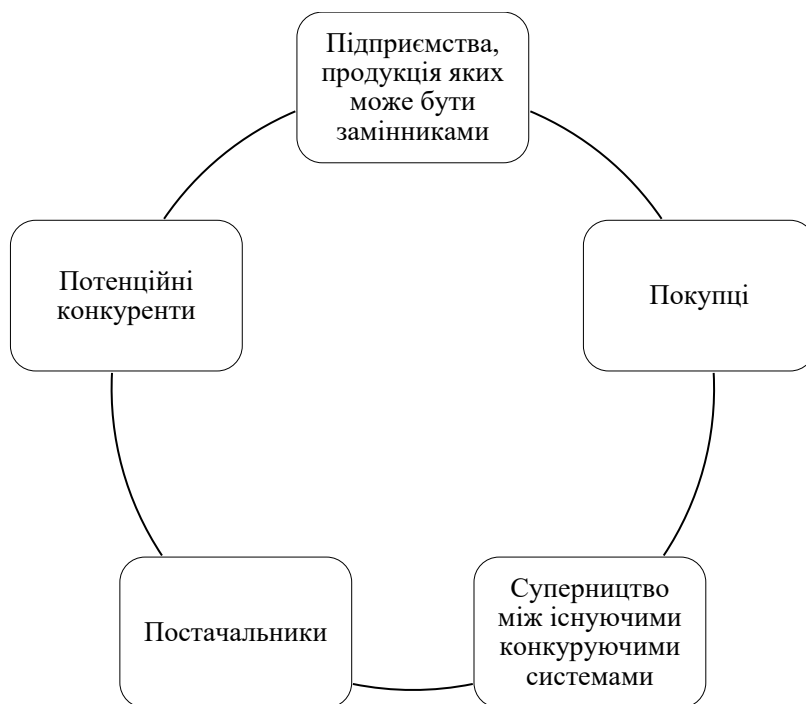 Підприємства,
продукція яких
може бути
замінниками
Потенційні
конкуренти
Покупці
Постачальники
Суперництво
між існуючими
конкуруючими
системами